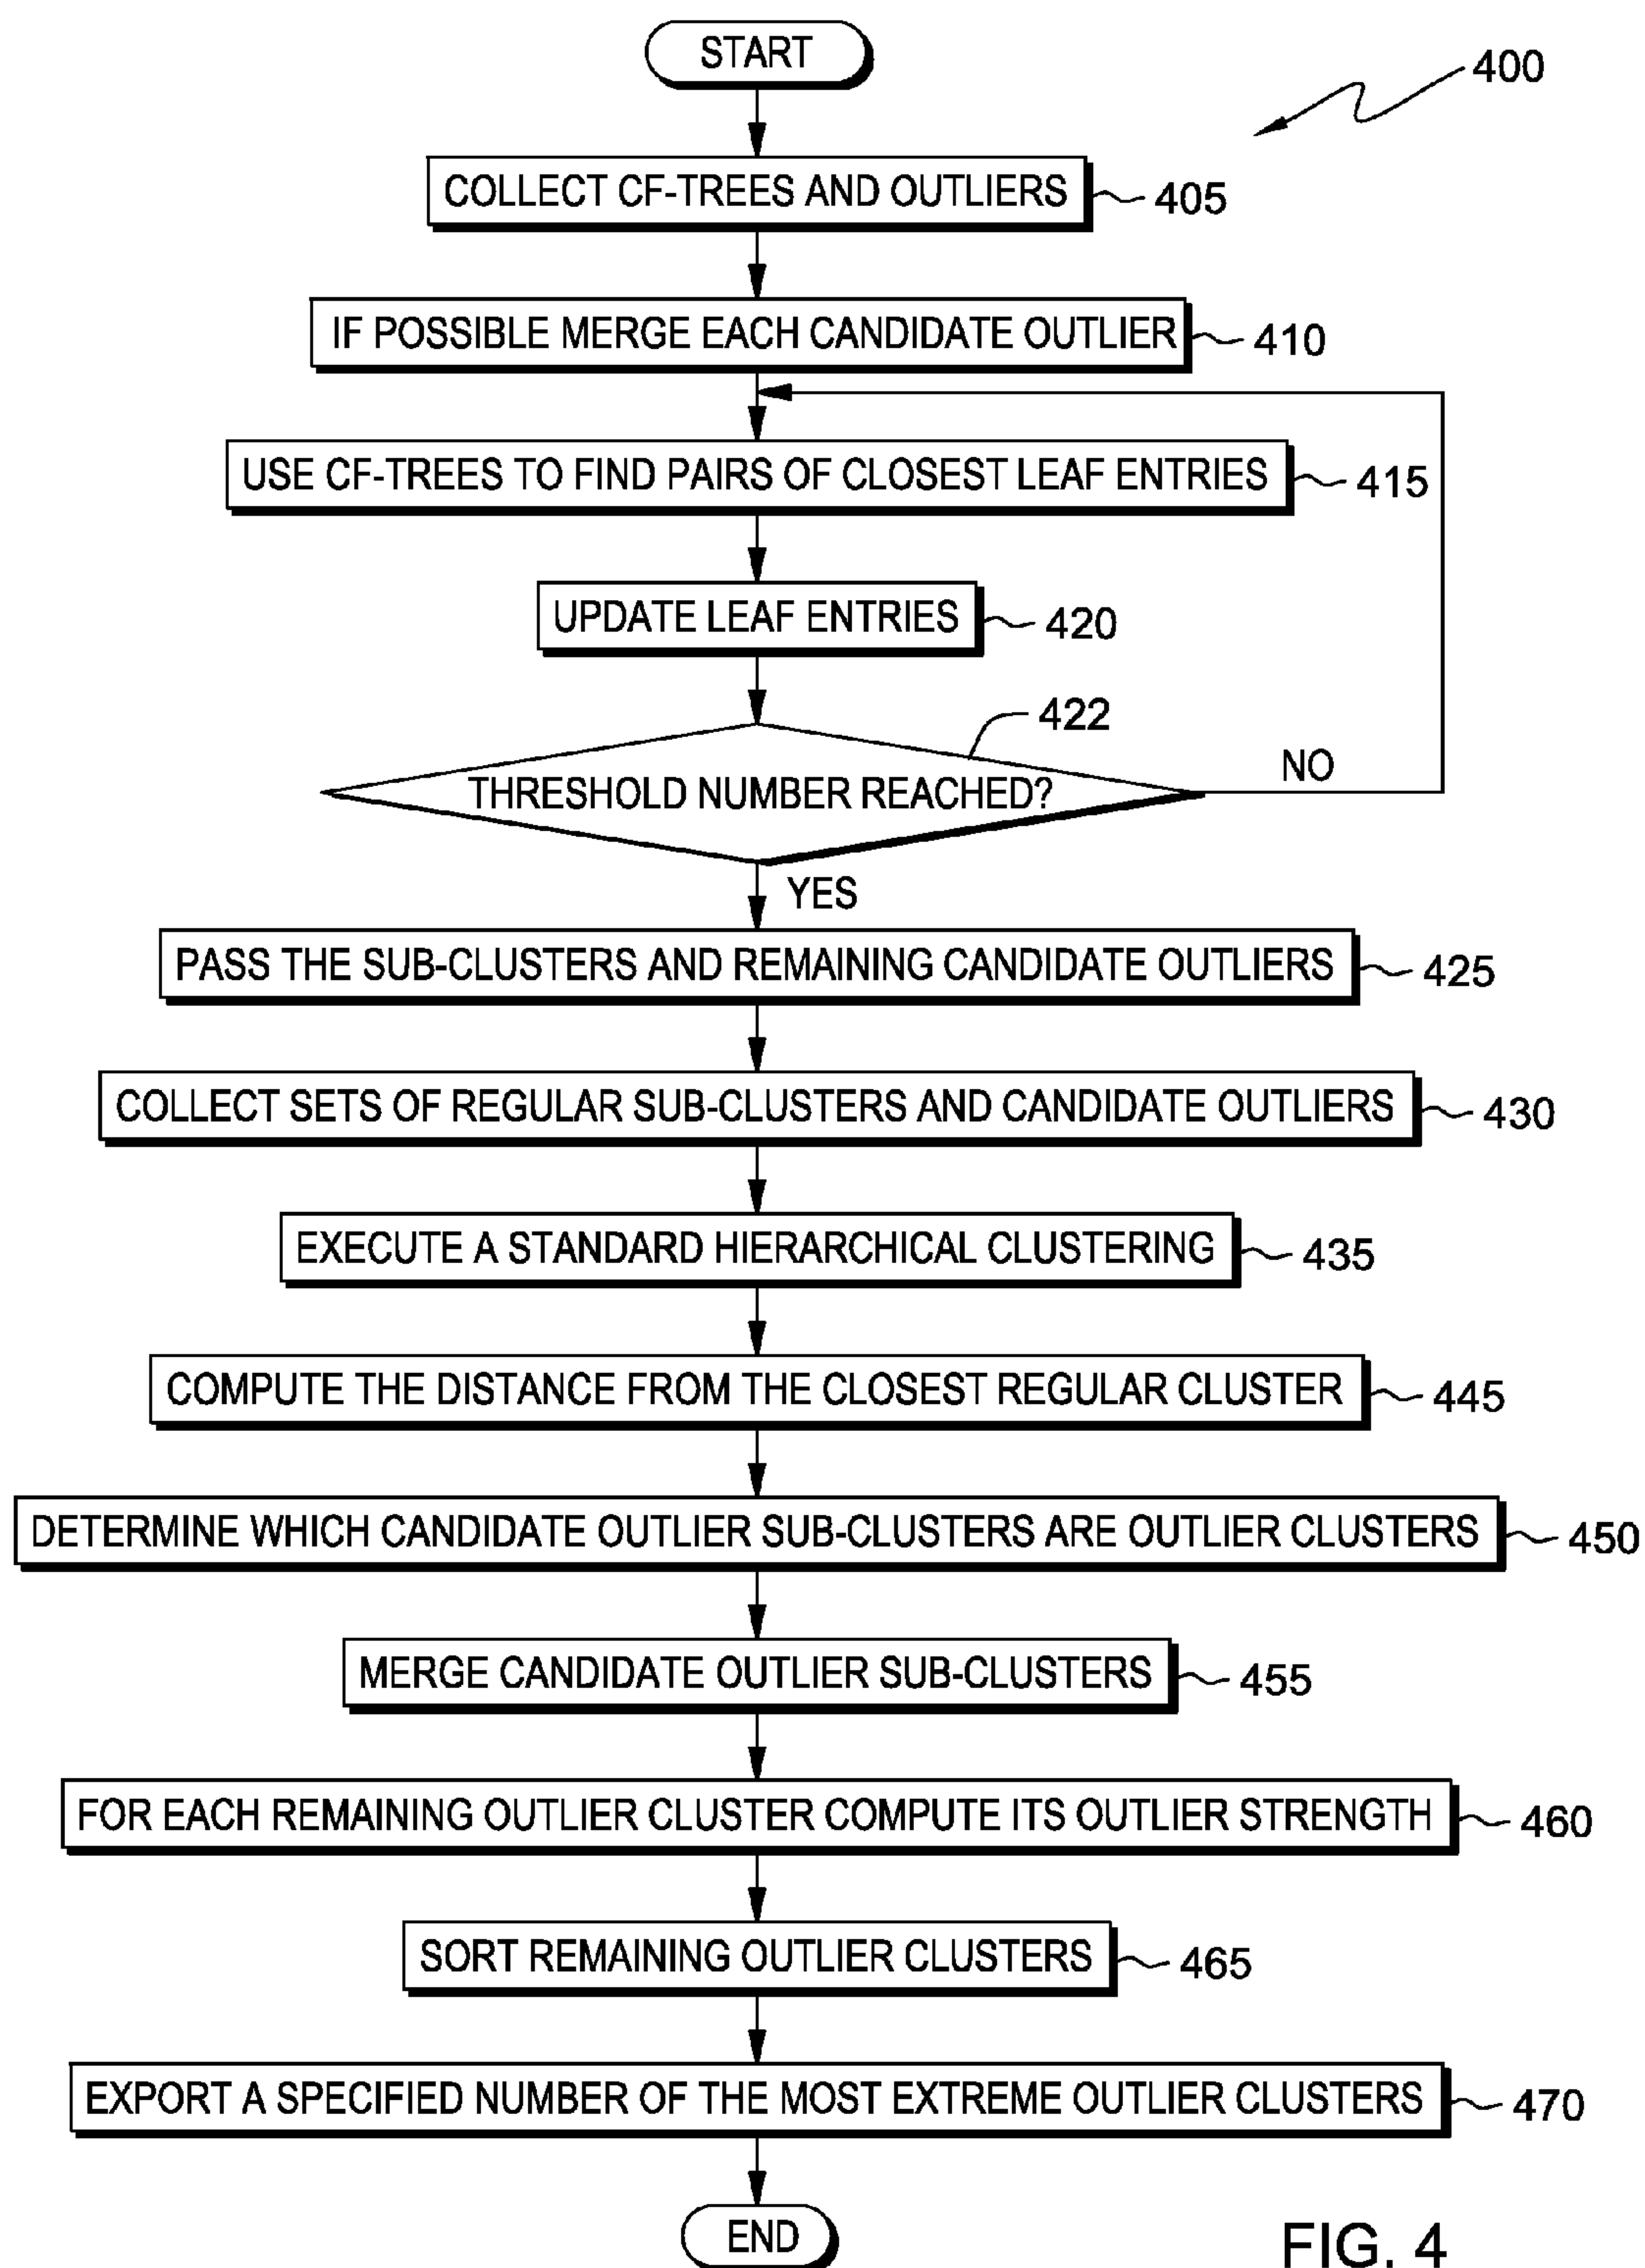 START
400
COLLECT CF-TREES AND OUTLIERS
405
IF POSSIBLE MERGE EACH CANDIDATE OUTLIER
410
USE CF-TREES TO FIND PAIRS OF CLOSEST LEAF ENTRIES
415
UPDATE LEAF ENTRIES
420
422
THRESHOLD NUMBER REACHED?
NO
YES
PASS THE SUB-CLUSTERS AND REMAINING CANDIDATE OUTLIERS
425
COLLECT SETS OF REGULAR SUB-CLUSTERS AND CANDIDATE OUTLIERS
430
EXECUTE A STANDARD HIERARCHICAL CLUSTERING
435
COMPUTE THE DISTANCE FROM THE CLOSEST REGULAR CLUSTER
445
DETERMINE WHICH CANDIDATE OUTLIER SUB-CLUSTERS ARE OUTLIER CLUSTERS
450
MERGE CANDIDATE OUTLIER SUB-CLUSTERS
455
FOR EACH REMAINING OUTLIER CLUSTER COMPUTE ITS OUTLIER STRENGTH
460
SORT REMAINING OUTLIER CLUSTERS
465
EXPORT A SPECIFIED NUMBER OF THE MOST EXTREME OUTLIER CLUSTERS
470
END
FIG. 4